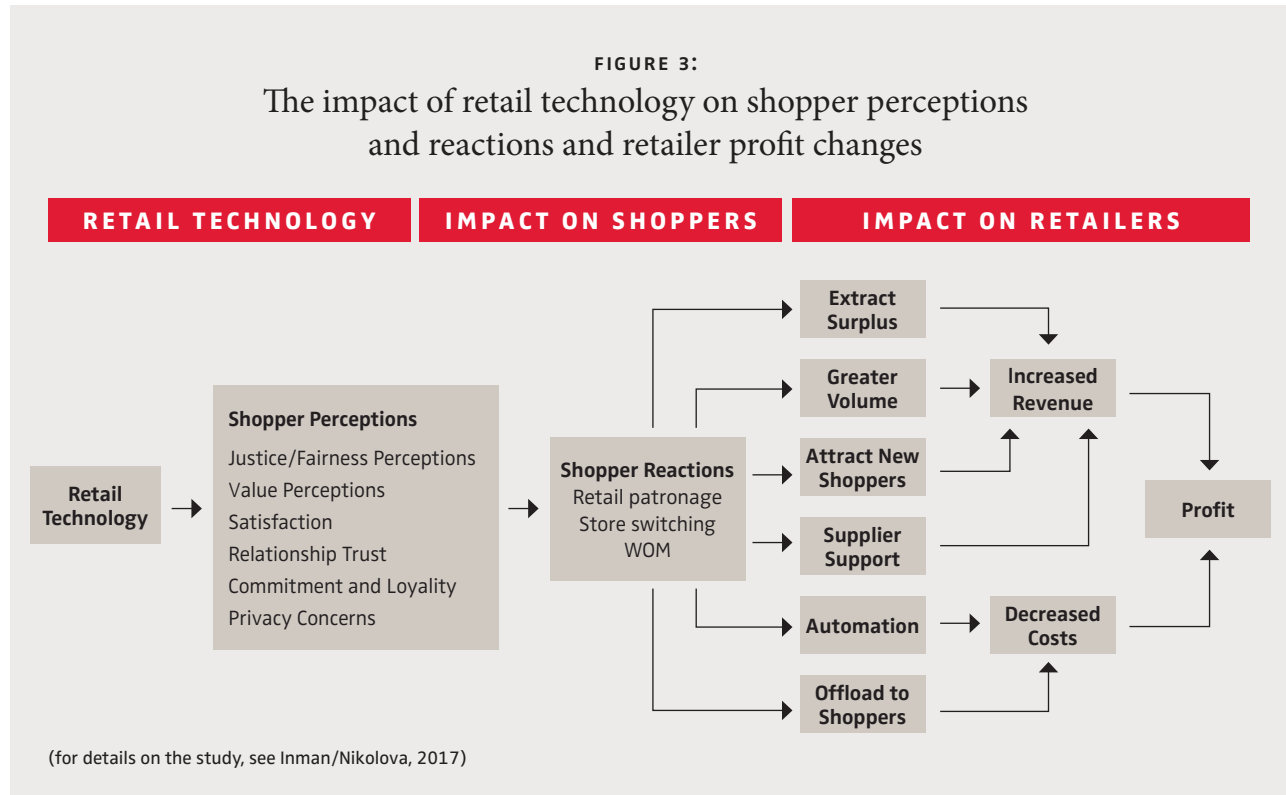 FIGURE 3:
The impact of retail technology on shopper perceptions
and reactions and retailer profit changes
RETAIL TECHNOLOGY
IMPACT ON SHOPPERS
IMPACT ON RETAILERS
Retail
Technology
Shopper Perceptions
Justice/Fairness Perceptions
Value Perceptions
Satisfaction
Relationship Trust
Commitment and Loyality
Privacy Concerns
Shopper Reactions
Retail patronage
Store switching
WOM
Extract
Surplus
Greater
Volume
Attract New
Shoppers
Supplier
Support
Automation
Offload to
Shoppers
Increased
Revenue
Decreased
Costs
Profit
(for details on the study, see Inman/Nikolova, 2017)